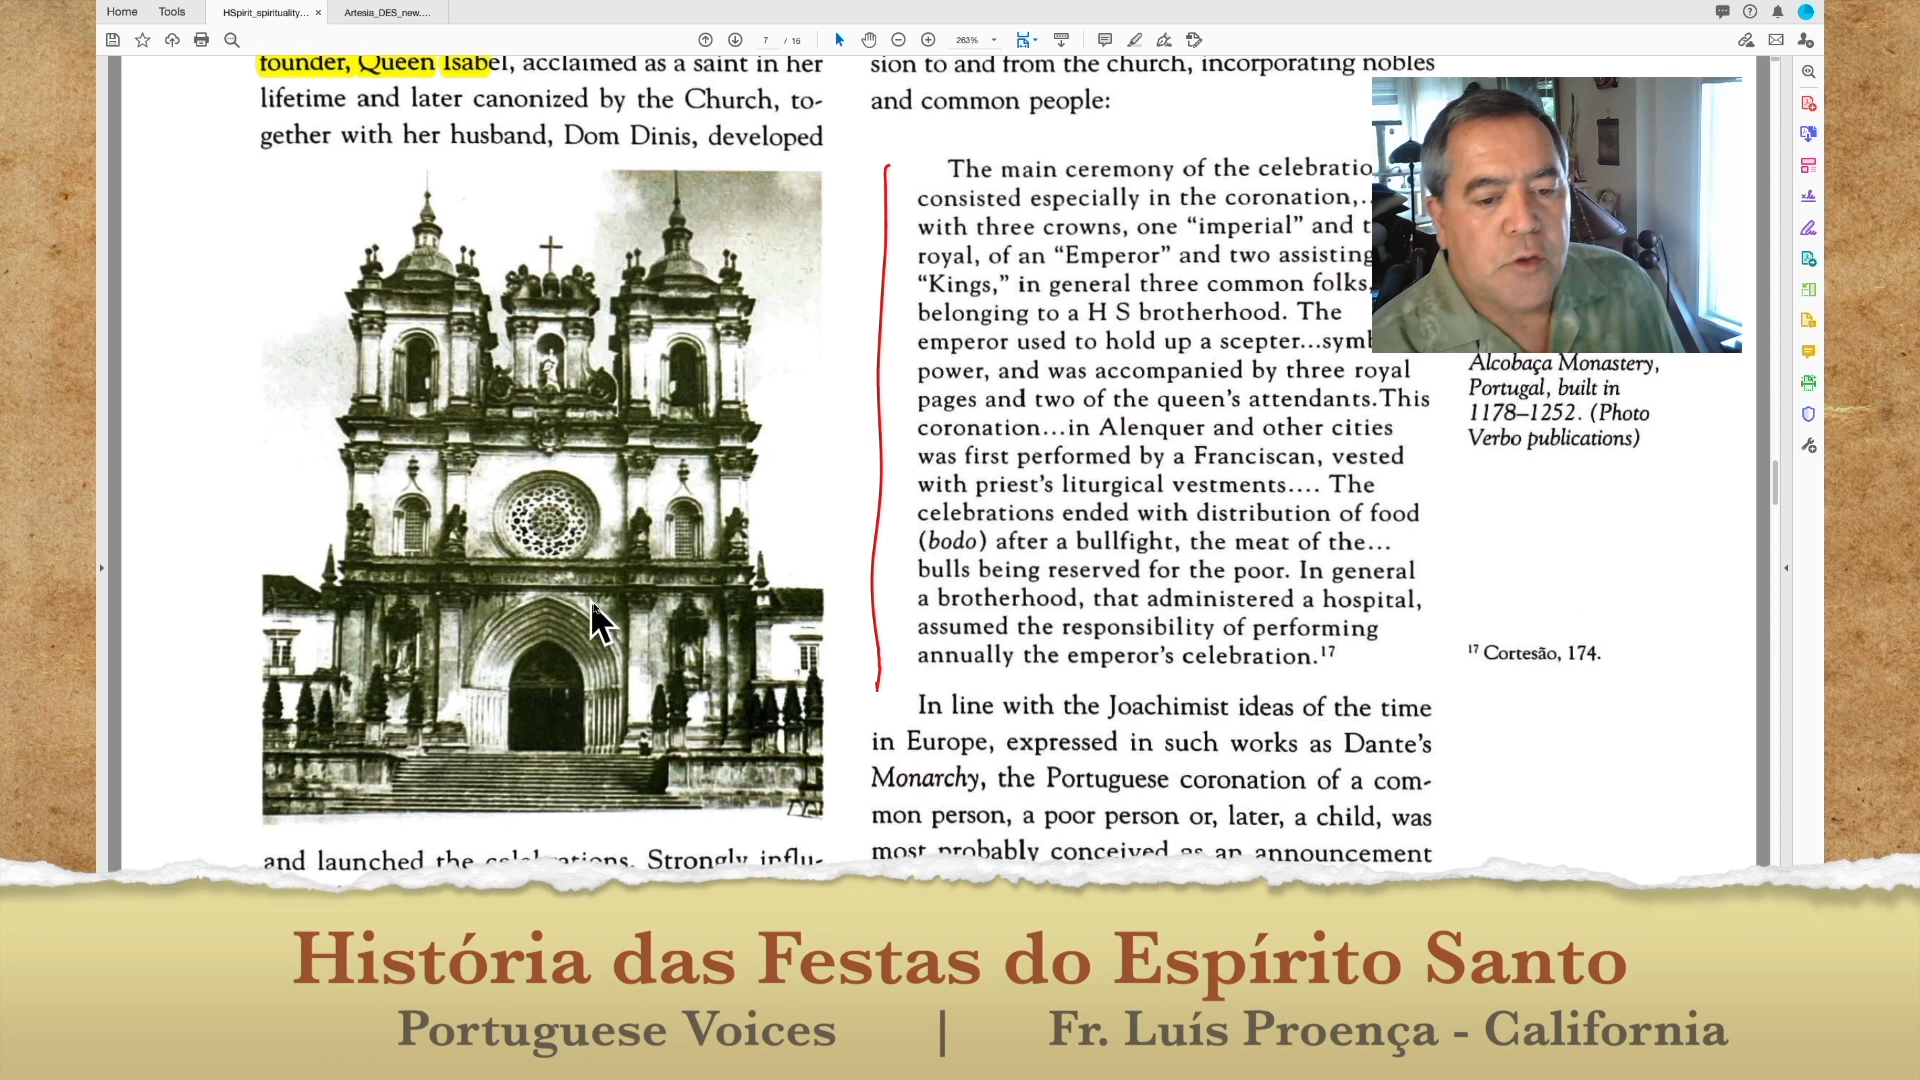 Home Tools HSpirit_spirituality... × Artesia_DES_new....
7 / 16 263%
founder, Queen Isabel, acclaimed as a saint in her
lifetime and later canonized by the Church, to-
gether with her husband, Dom Dinis, developed
and launched the celebrations. Strongly influ-
sion to and from the church, incorporating nobles
and common people:
The main ceremony of the celebratio
consisted especially in the coronation,..
with three crowns, one “imperial” and t
royal, of an “Emperor” and two assisting
“Kings,” in general three common folks,
belonging to a H S brotherhood. The
emperor used to hold up a scepter...symb
power, and was accompanied by three royal
pages and two of the queen’s attendants.This
coronation...in Alenquer and other cities
was first performed by a Franciscan, vested
with priest’s liturgical vestments.... The
celebrations ended with distribution of food
(bodo) after a bullfight, the meat of the...
bulls being reserved for the poor. In general
a brotherhood, that administered a hospital,
assumed the responsibility of performing
annually the emperor’s celebration.17
In line with the Joachimist ideas of the time
in Europe, expressed in such works as Dante’s
Monarchy, the Portuguese coronation of a com-
mon person, a poor person or, later, a child, was
most probably conceived as an announcement
Alcobaça Monastery,
Portugal, built in
1178–1252. (Photo
Verbo publications)
17 Cortesão, 174.
História das Festas do Espírito Santo
Portuguese Voices | Fr. Luís Proença - California